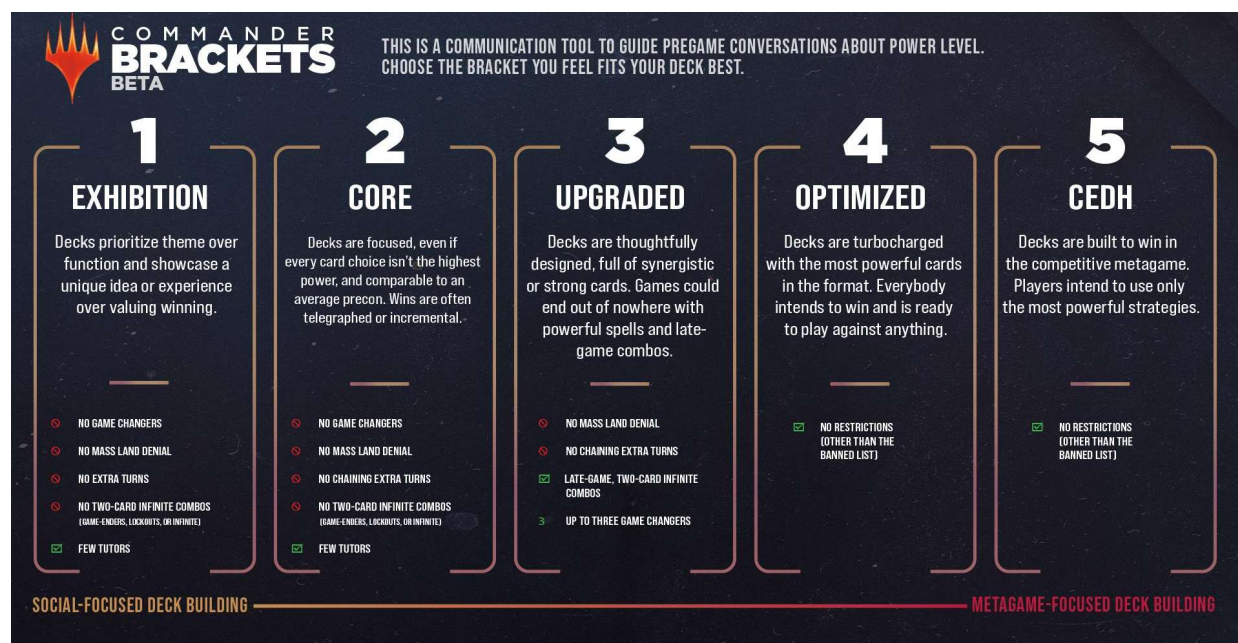 COMMANDER
BRACKETS
BETA
THIS IS A COMMUNICATION TOOL TO GUIDE PREGAME CONVERSATIONS ABOUT POWER LEVEL.
CHOOSE THE BRACKET YOU FEEL FITS YOUR DECK BEST.
1
EXHIBITION
Decks prioritize theme over
function and showcase a
unique idea or experience
over valuing winning.
NO GAME CHANGERS
NO MASS LAND DENIAL
NO EXTRA TURNS
NO TWO-CARD INFINITE COMBOS
(GAME-ENDERS, LOCKOUTS, OR INFINITE)
FEW TUTORS
2
CORE
Decks are focused, even if
every card choice isn't the highest
power, and comparable to an
average precon. Wins are often
telegraphed or incremental.
NO GAME CHANGERS
NO MASS LAND DENIAL
NO CHAINING EXTRA TURNS
NO TWO-CARD INFINITE COMBOS
(GAME-ENDERS, LOCKOUTS, OR INFINITE)
FEW TUTORS
3
UPGRADED
Decks are thoughtfully
designed, full of synergistic
or strong cards. Games could
end out of nowhere with
powerful spells and late-
game combos.
NO MASS LAND DENIAL
NO CHAINING EXTRA TURNS
LATE-GAME, TWO-CARD INFINITE
COMBOS
3 UP TO THREE GAME CHANGERS
4
OPTIMIZED
Decks are turbocharged
with the most powerful cards
in the format. Everybody
intends to win and is ready
to play against anything.
NO RESTRICTIONS
(OTHER THAN THE
BANNED LIST)
5
CEDH
Decks are built to win in
the competitive metagame.
Players intend to use only
the most powerful strategies.
NO RESTRICTIONS
(OTHER THAN THE
BANNED LIST)
SOCIAL-FOCUSED DECK BUILDING
METAGAME-FOCUSED DECK BUILDING